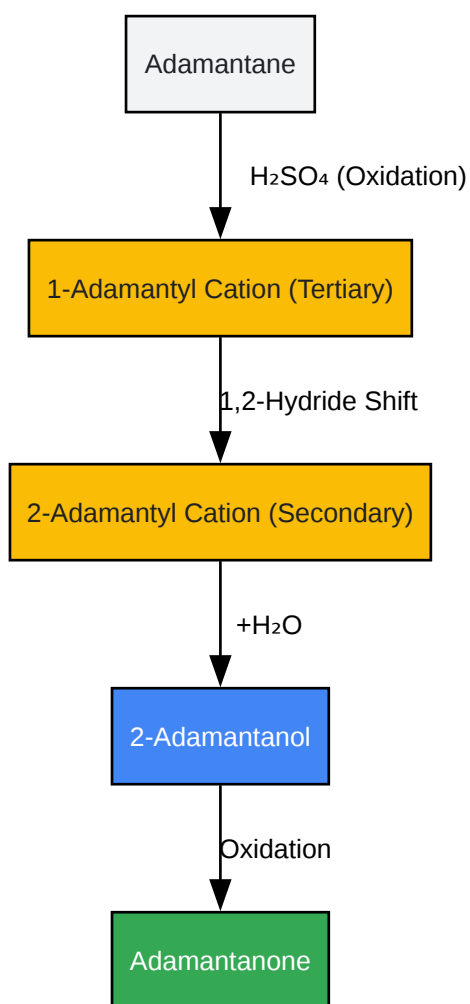 Adamantane
H₂SO₄ (Oxidation)
1-Adamantyl Cation (Tertiary)
1,2-Hydride Shift
2-Adamantyl Cation (Secondary)
+H₂O
2-Adamantanol
Oxidation
Adamantanone